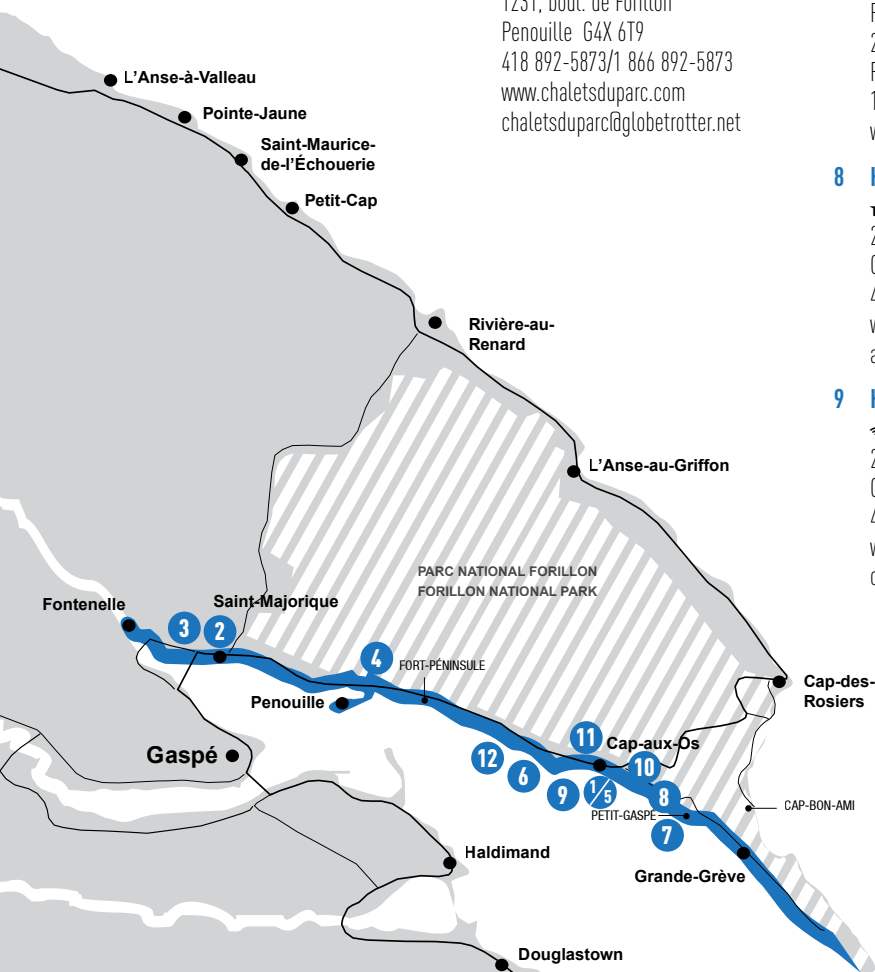 1231, boul. de Forillon
Penouille G4X 6T9
418 892-5873/1 866 892-5873
www.chaletsduparc.com
chaletsduparc@globetrotter.net
8
9
L'Anse-à-Valleau
Pointe-Jaune
Saint-Maurice-
de-l'Échouerie
Petit-Cap
Rivière-au-
Renard
L'Anse-au-Griffon
PARC NATIONAL FORILLON
FORILLON NATIONAL PARK
Fontenelle
3
2
Saint-Majorique
4
FORT-PÉNINSULE
Penouille
Cap-des-
Rosiers
Gaspé
11
Cap-aux-Os
12
6
9
1/5
10
8
PETIT-GASPÉ
7
CAP-BON-AMI
Haldimand
Grande-Grève
Douglastown